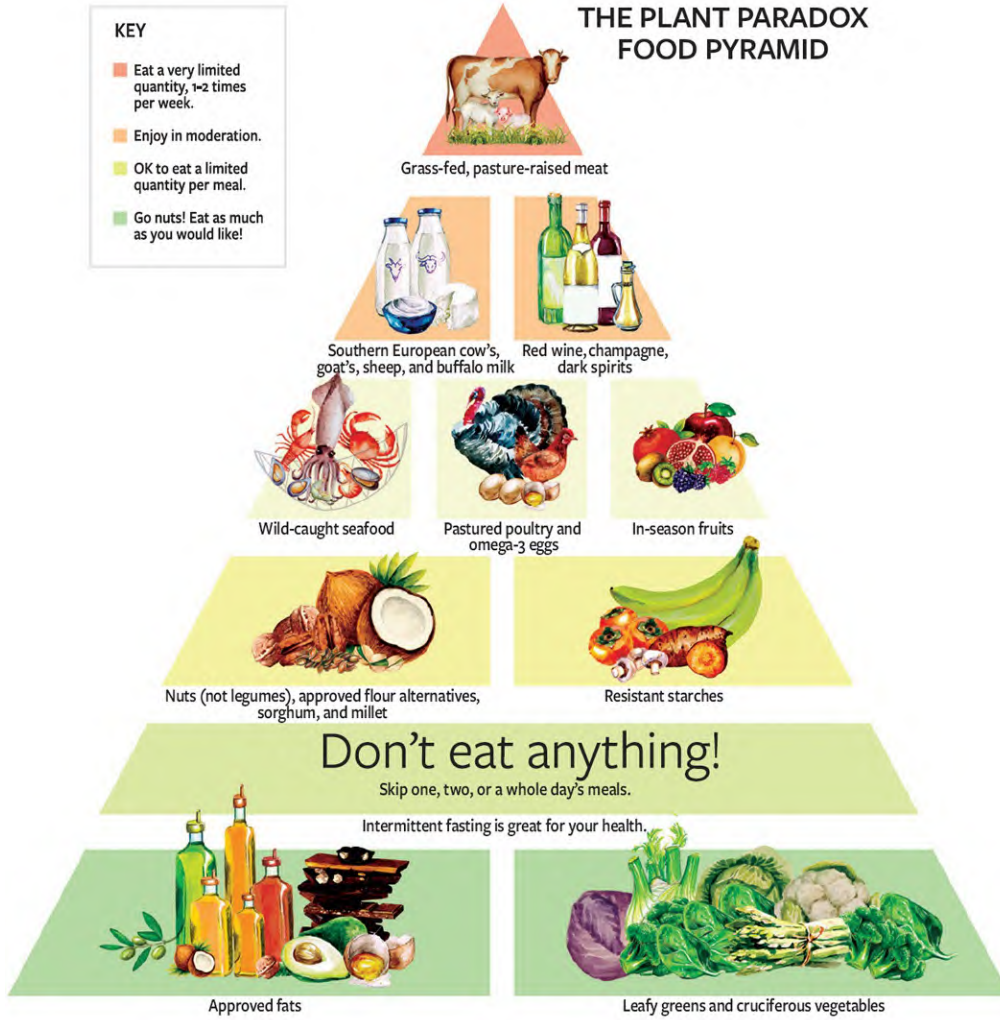 THE PLANT PARADOX
FOOD PYRAMID
KEY
Eat a very limited
quantity, 1-2 times
per week.
Enjoy in moderation.
OK to eat a limited
quantity per meal.
Go nuts! Eat as much
as you would like!
Grass-fed, pasture-raised meat
Southern European cow's,
goat's, sheep, and buffalo milk
Red wine, champagne,
dark spirits
Wild-caught seafood
Pastured poultry and
omega-3 eggs
In-season fruits
Nuts (not legumes), approved flour alternatives,
sorghum, and millet
Resistant starches
Don't eat anything!
Skip one, two, or a whole day's meals.
Intermittent fasting is great for your health.
Approved fats
Leafy greens and cruciferous vegetables